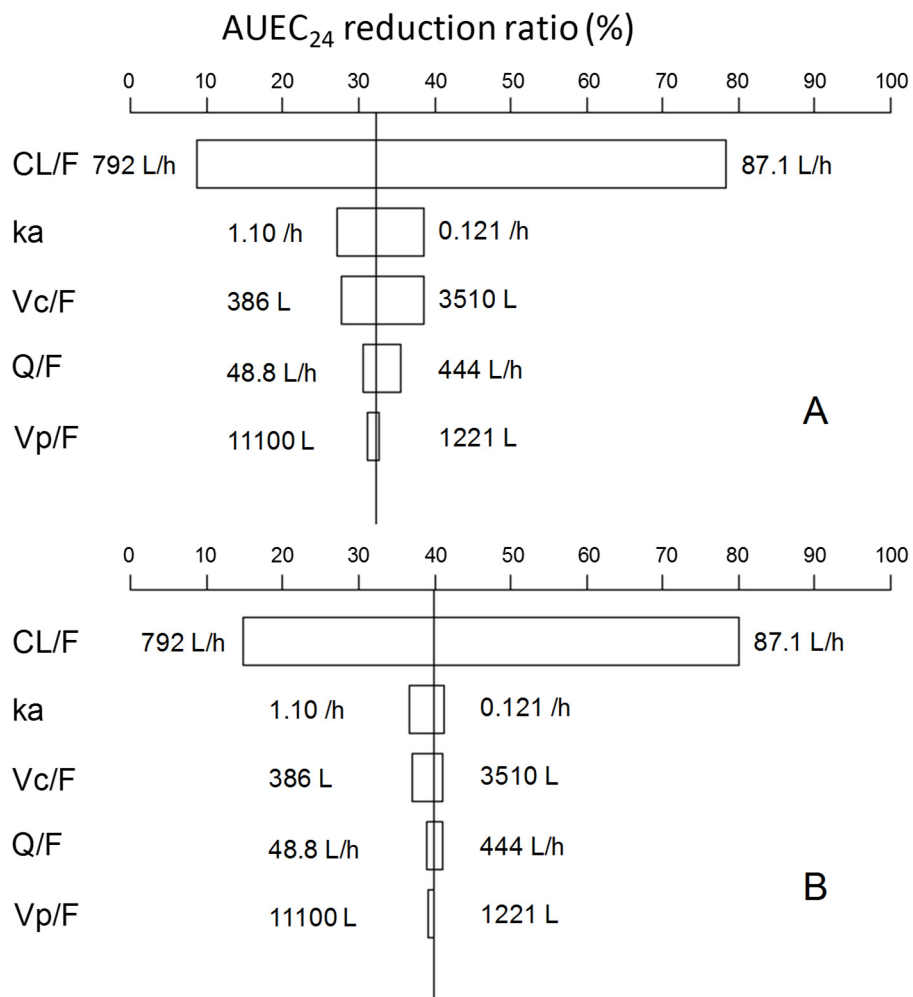 AUEC24 reduction ratio (%)
0 10 20 30 40 50 60 70 80 90 100
CL/F 792 L/h 87.1 L/h
ka 1.10 /h 0.121 /h
Vc/F 386 L 3510 L
Q/F 48.8 L/h 444 L/h
A
Vp/F 11100 L 1221 L
0 10 20 30 40 50 60 70 80 90 100
CL/F 792 L/h 87.1 L/h
ka 1.10 /h 0.121 /h
Vc/F 386 L 3510 L
Q/F 48.8 L/h 444 L/h
B
Vp/F 11100 L 1221 L